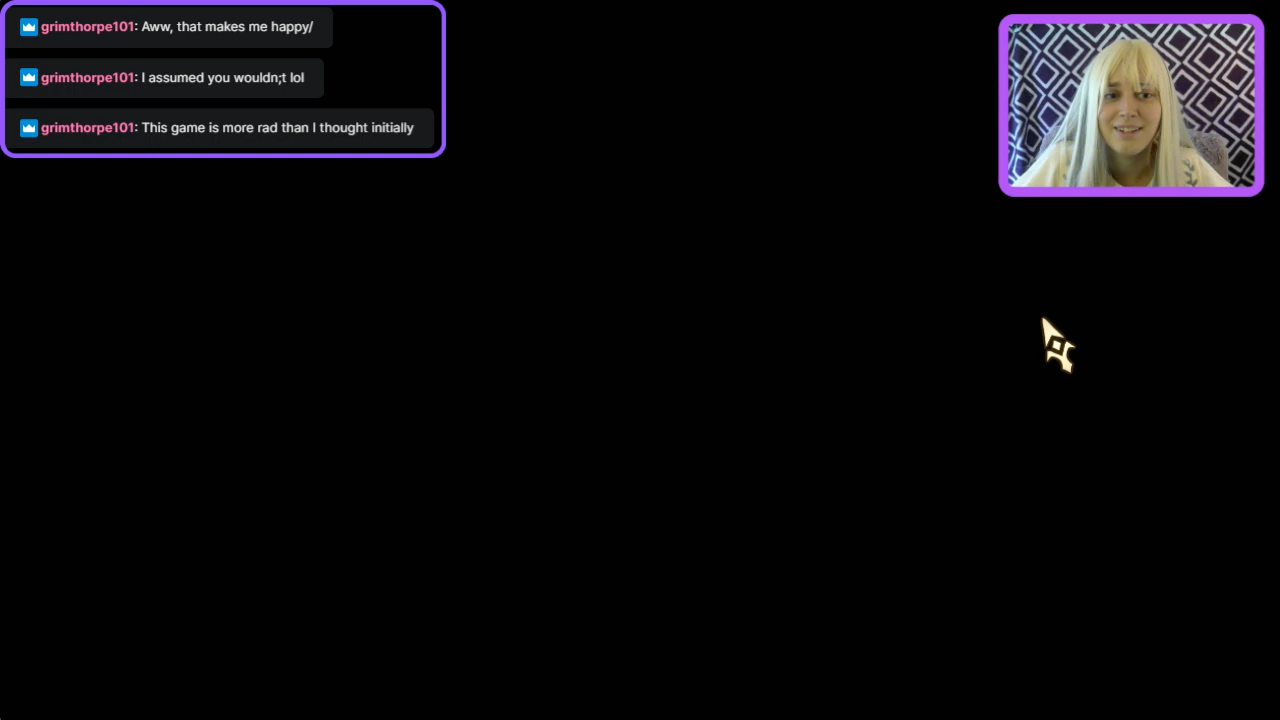 grimthorpe101: Aww, that makes me happy/
grimthorpe101: I assumed you wouldn;t lol
grimthorpe101: This game is more rad than I thought initially